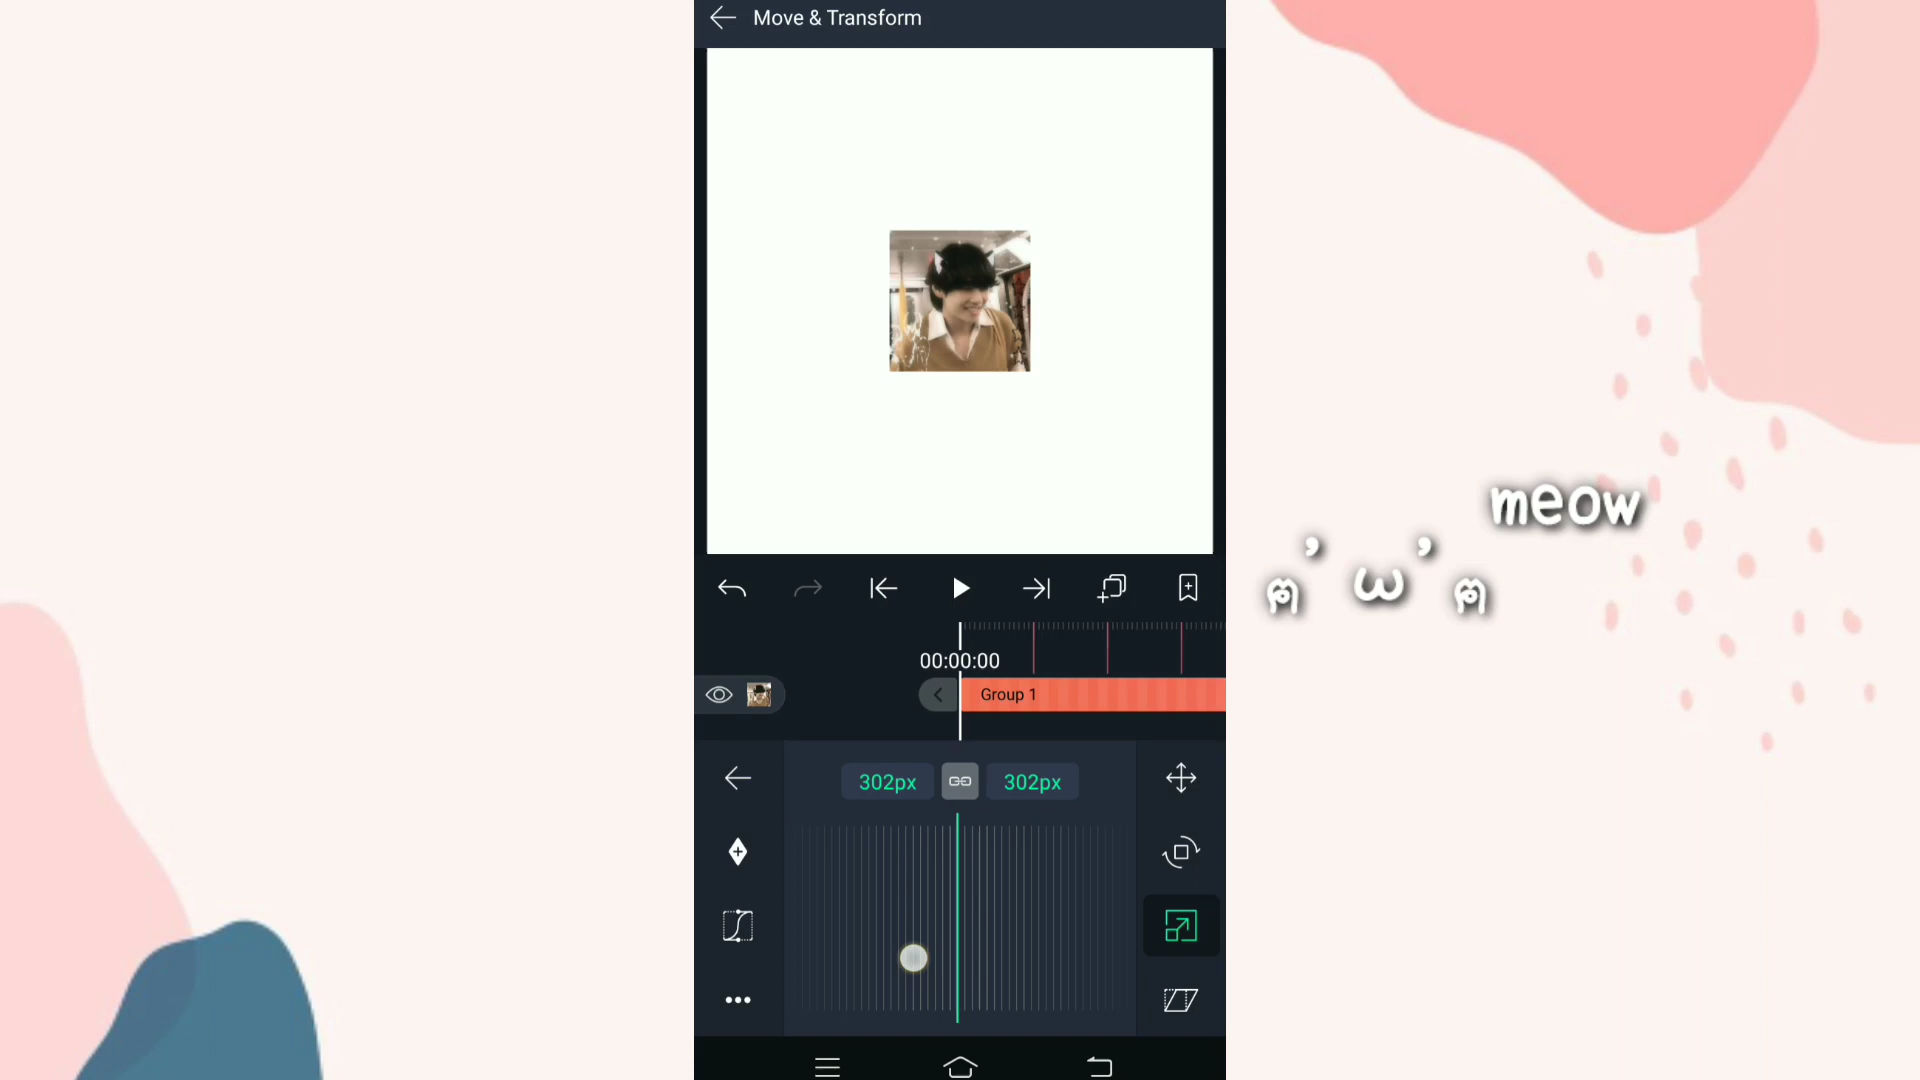 Move & Transform
meow
ฅ ’ ω ’ ฅ
00:00:00
Group 1
302px 302px